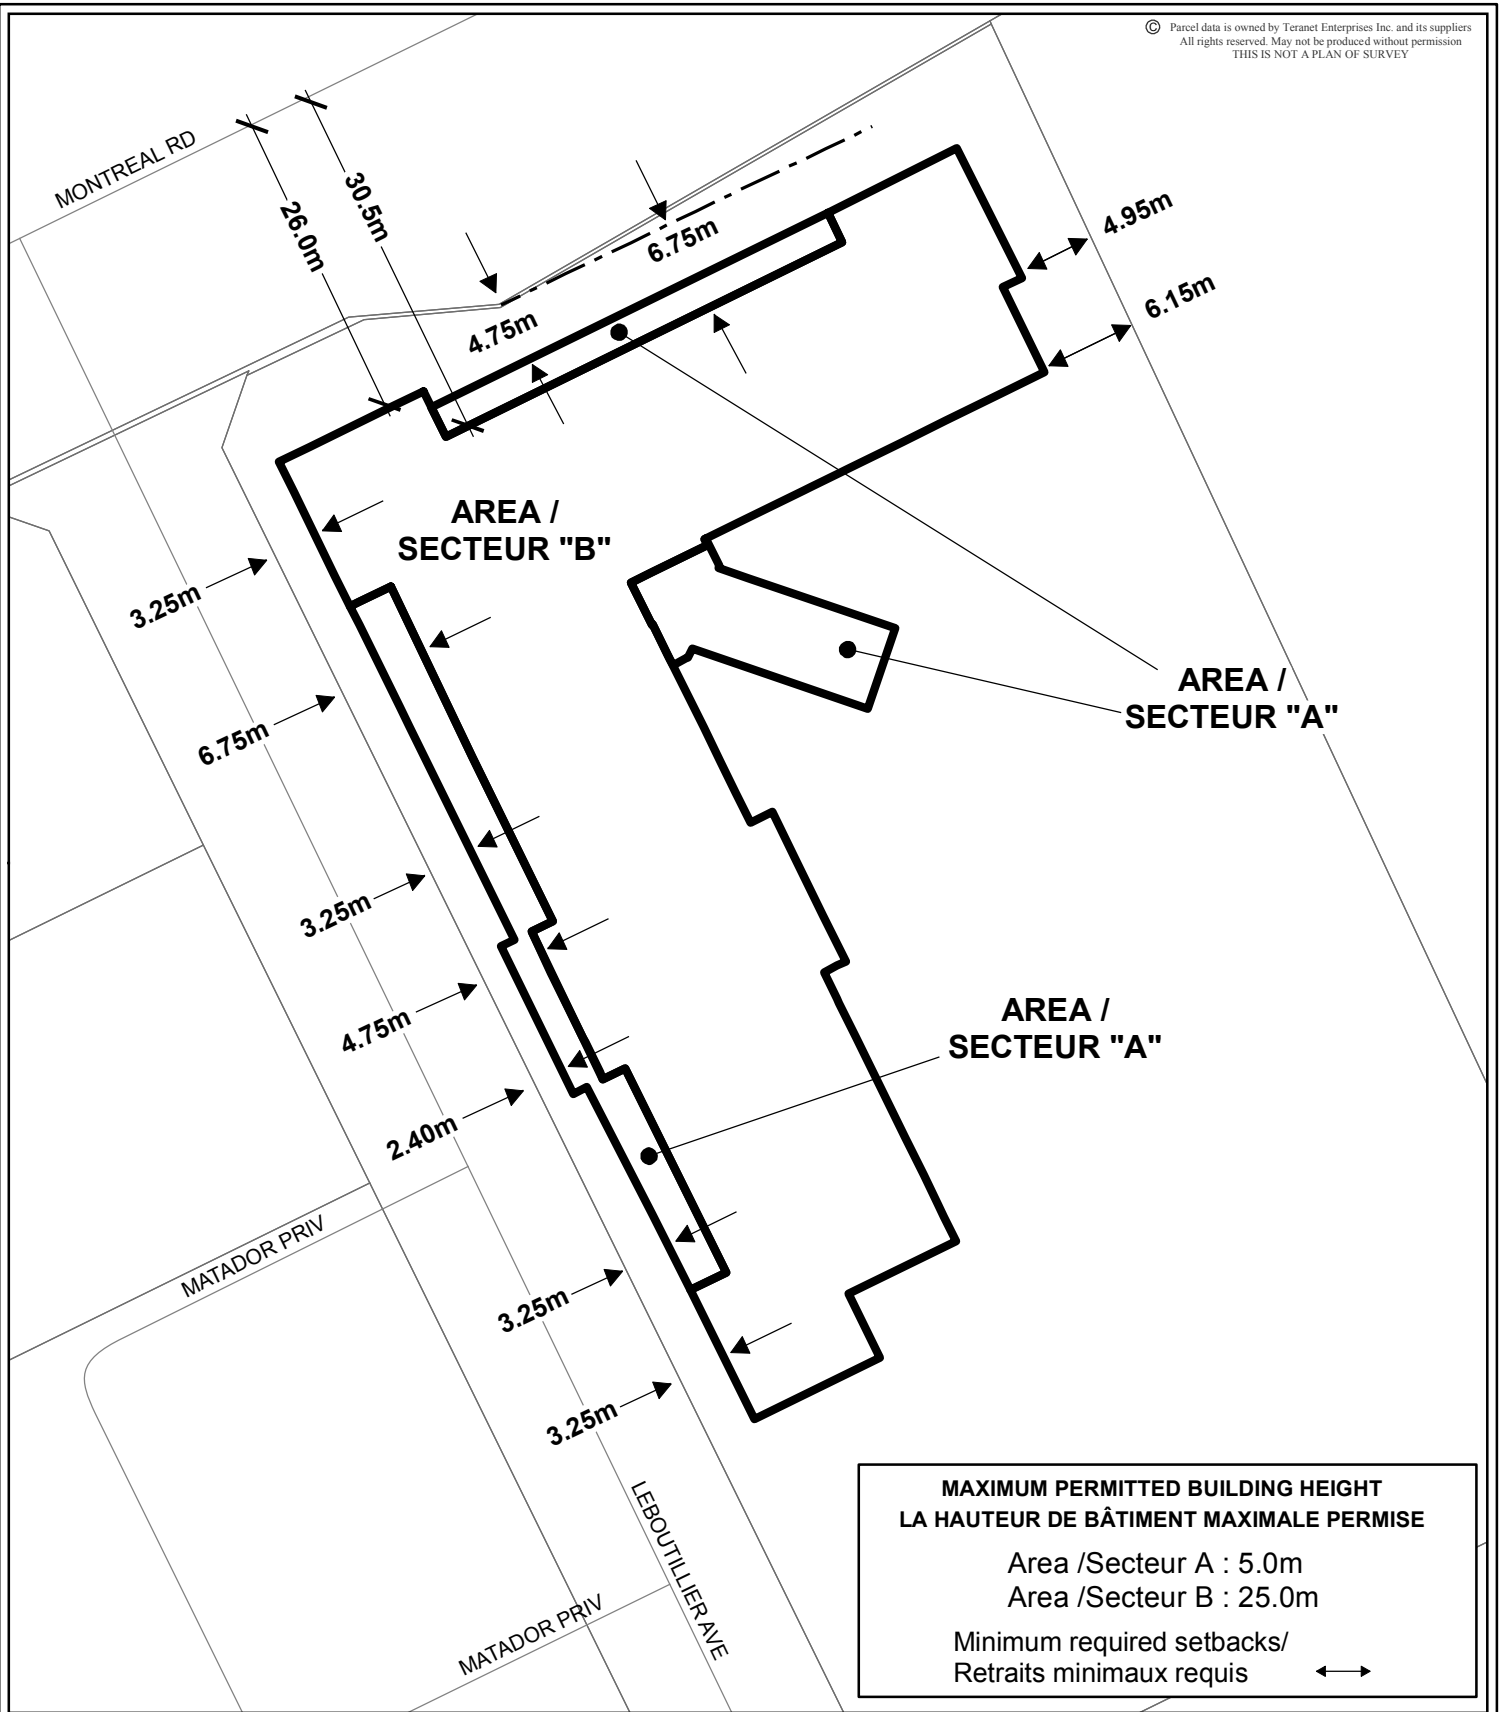 © Parcel data is owned by Teranet Enterprises Inc. and its suppliers
All rights reserved. May not be produced without permission
THIS IS NOT A PLAN OF SURVEY
MONTREAL RD
26.0m
30.5m
4.75m
6.75m
4.95m
6.15m
AREA /
SECTEUR "B"
3.25m
6.75m
AREA /
SECTEUR "A"
3.25m
4.75m
AREA /
SECTEUR "A"
2.40m
MATADOR PRIV
3.25m
3.25m
LEBOUTILLIER AVE
MATADOR PRIV
MAXIMUM PERMITTED BUILDING HEIGHT
LA HAUTEUR DE BÂTIMENT MAXIMALE PERMISE
Area /Secteur A : 5.0m
Area /Secteur B : 25.0m
Minimum required setbacks/
Retraits minimaux requis